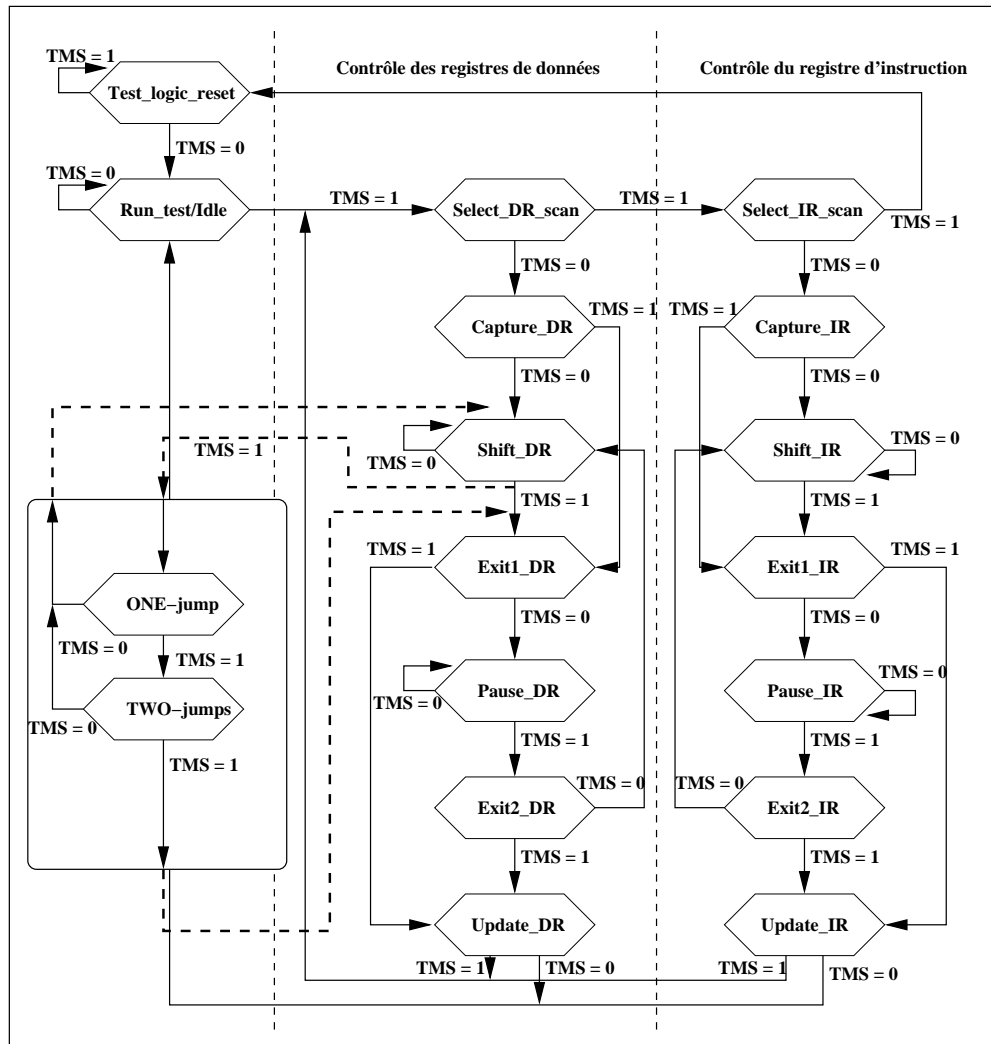 TMS = 1
Contrôle des registres de données
Contrôle du registre d'instruction
Test_logic_reset
TMS = 0
TMS = 0
Run_test/Idle
TMS = 1
Select_DR_scan
TMS = 1
Select_IR_scan
TMS = 1
TMS = 0
TMS = 0
TMS = 1
TMS = 1
Capture_DR
Capture_IR
TMS = 0
TMS = 0
TMS = 1
Shift_DR
TMS = 0
Shift_IR
TMS = 0
TMS = 1
TMS = 1
TMS = 1
Exit1_DR
Exit1_IR
TMS = 1
ONE−jump
TMS = 0
TMS = 0
TMS = 0
TMS = 1
TMS = 0
Pause_DR
Pause_IR
TMS = 0
TWO−jumps
TMS = 0
TMS = 1
TMS = 1
TMS = 1
Exit2_DR
TMS = 0
TMS = 0
Exit2_IR
TMS = 1
TMS = 1
Update_DR
Update_IR
TMS = 1
TMS = 0
TMS = 1
TMS = 0